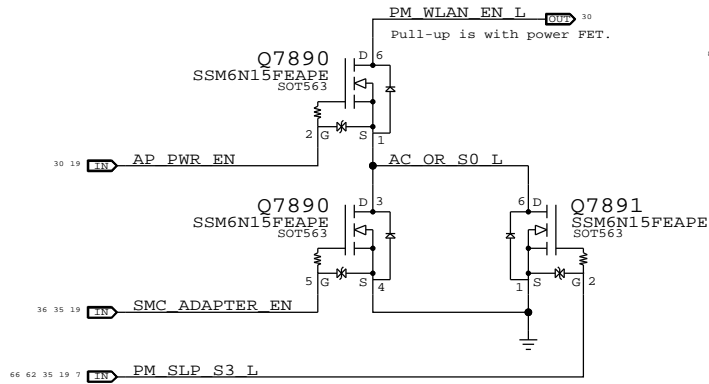 PM_WLAN_EN_L OUT 30
Pull-up is with power FET.
Q7890
SSM6N15FEAPE
SOT563
D 6
2 G S 1
30 19 IN AP_PWR_EN
AC_OR_S0_L
Q7890
SSM6N15FEAPE
SOT563
D 3
6 D
Q7891
SSM6N15FEAPE
SOT563
5 G S 4
1 S G 2
36 35 19 IN SMC_ADAPTER_EN
66 62 35 19 7 IN PM_SLP_S3_L